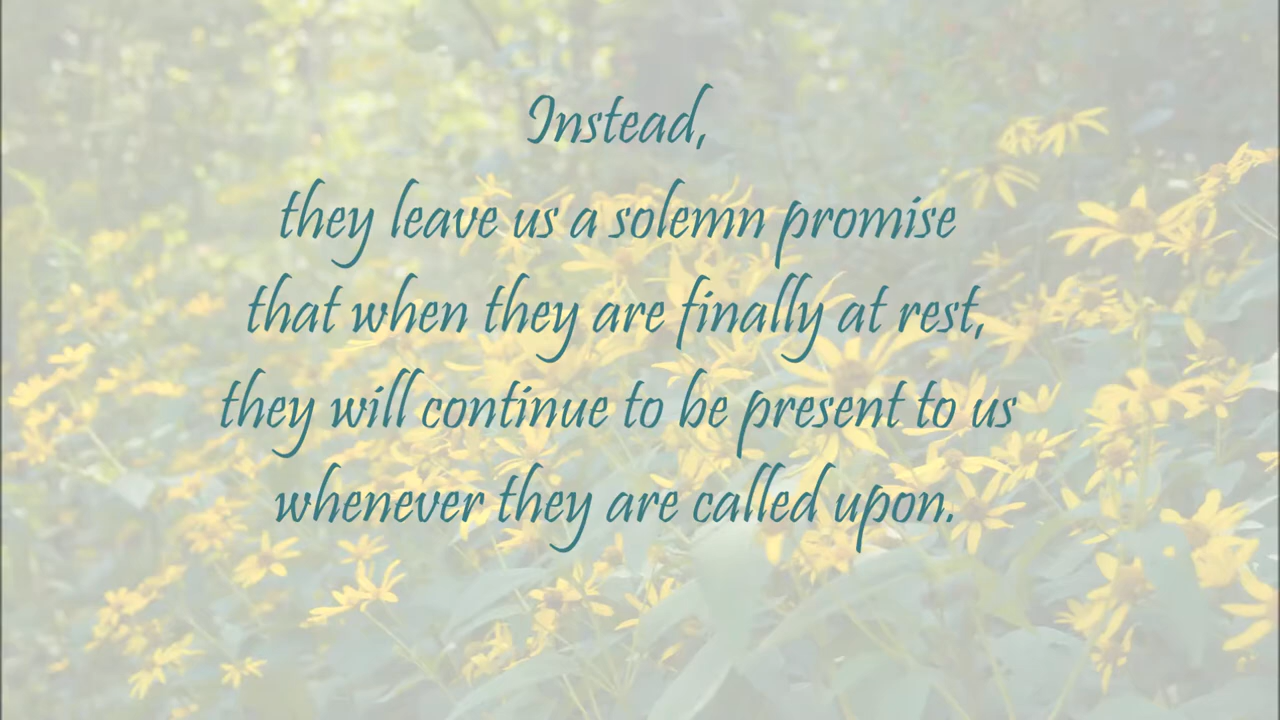 Instead,
they leave us a solemn promise
that when they are finally at rest,
they will continue to be present to us
whenever they are called upon.